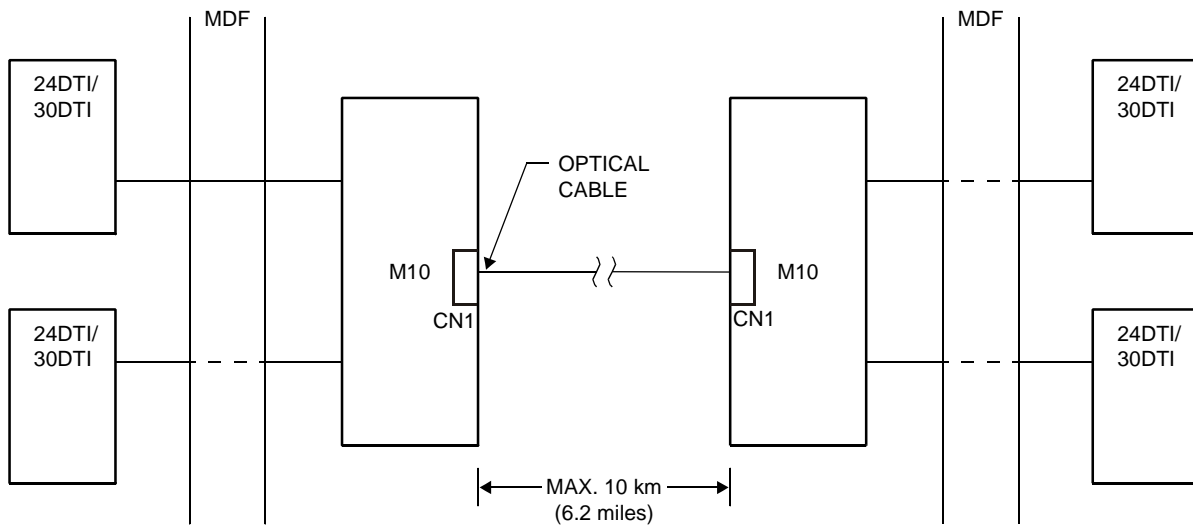 MDF
MDF
24DTI/
30DTI
24DTI/
30DTI
OPTICAL
CABLE
M10
M10
CN1
CN1
24DTI/
30DTI
24DTI/
30DTI
MAX. 10 km
(6.2 miles)